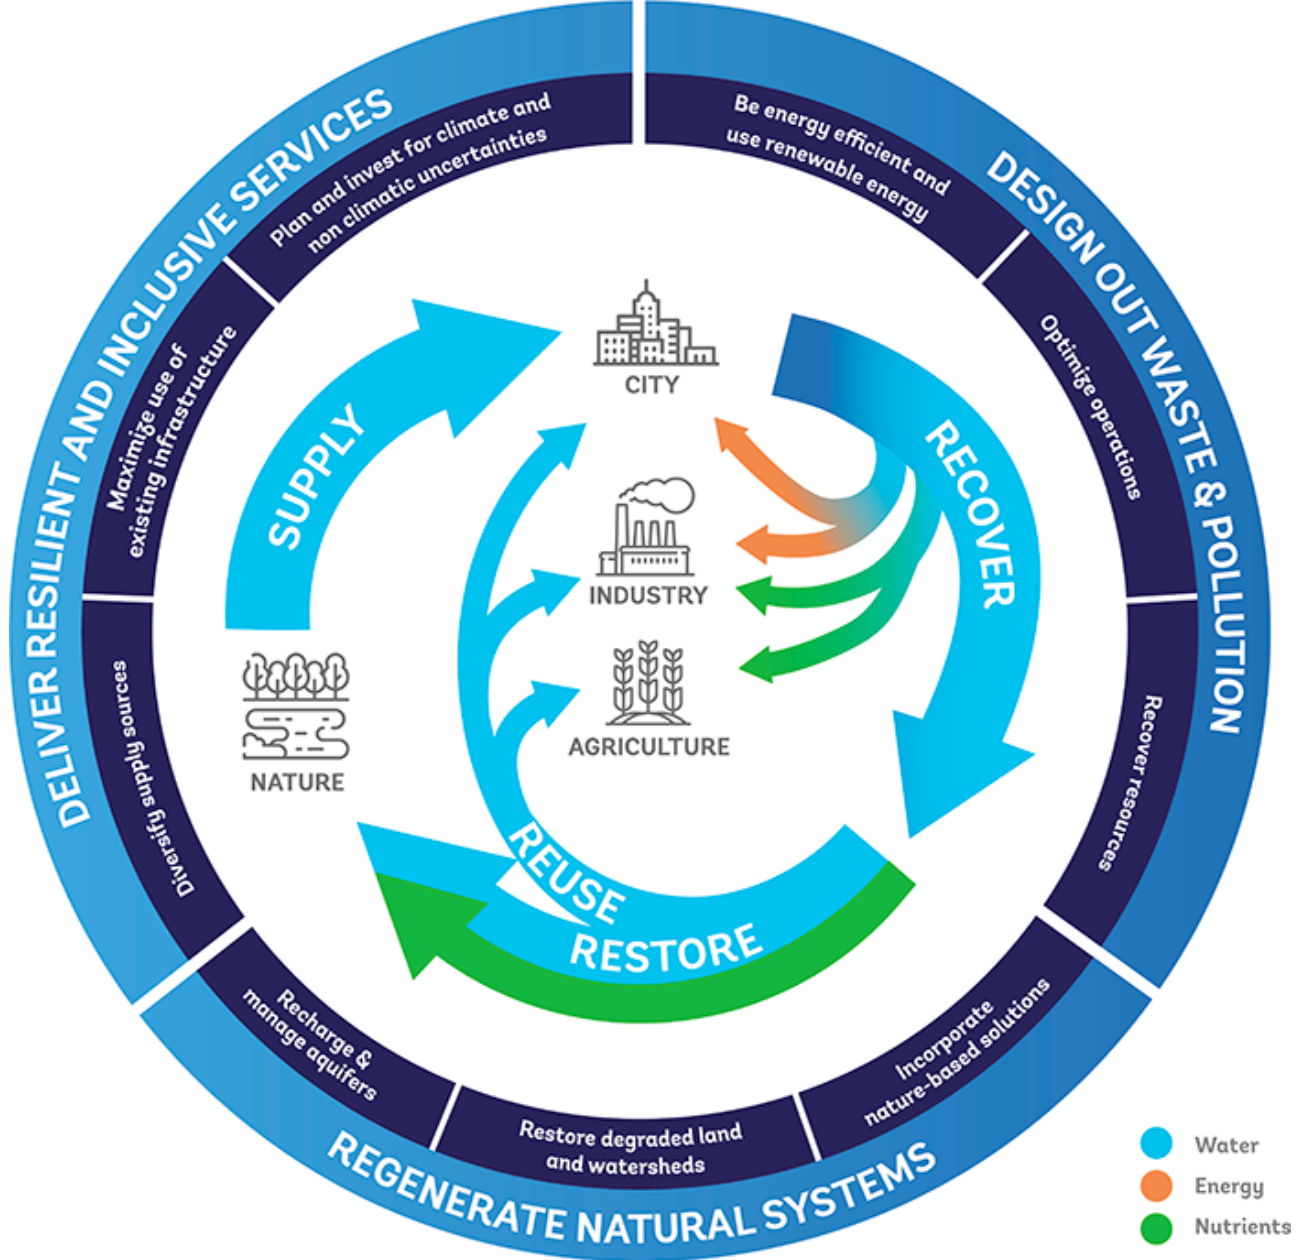 DELIVER RESILIENT AND INCLUSIVE SERVICES
Plan and invest for climate and
non climatic uncertainties
Maximize use of
existing infrastructure
Diversify supply sources
DESIGN OUT WASTE & POLLUTION
Be energy efficient and
use renewable energy
Optimize operations
Recover resources
REGENERATE NATURAL SYSTEMS
Incorporate
nature-based solutions
Restore degraded land
and watersheds
Recharge &
manage aquifers
SUPPLY
CITY
RECOVER
INDUSTRY
AGRICULTURE
NATURE
REUSE
RESTORE
Water
Energy
Nutrients